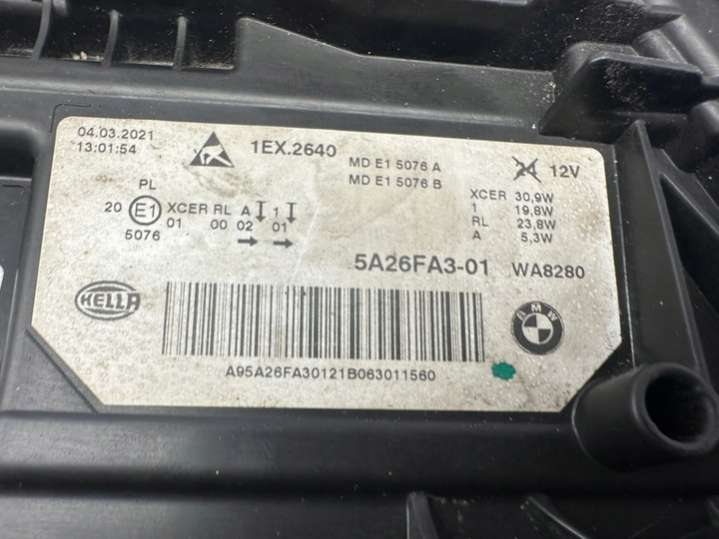 04.03.2021
13:01:54
1EX.2640
MD E1 5076 A
MD E1 5076 B
24 12V
PL
20 E1 XCER RL A 1
01 00 02 01
5076
XCER 30,9W
1 19,8W
RL 23,8W
A 5,3W
5A26FA3-01 WA8280
HELLA
BMW
A95A26FA30121B063011560